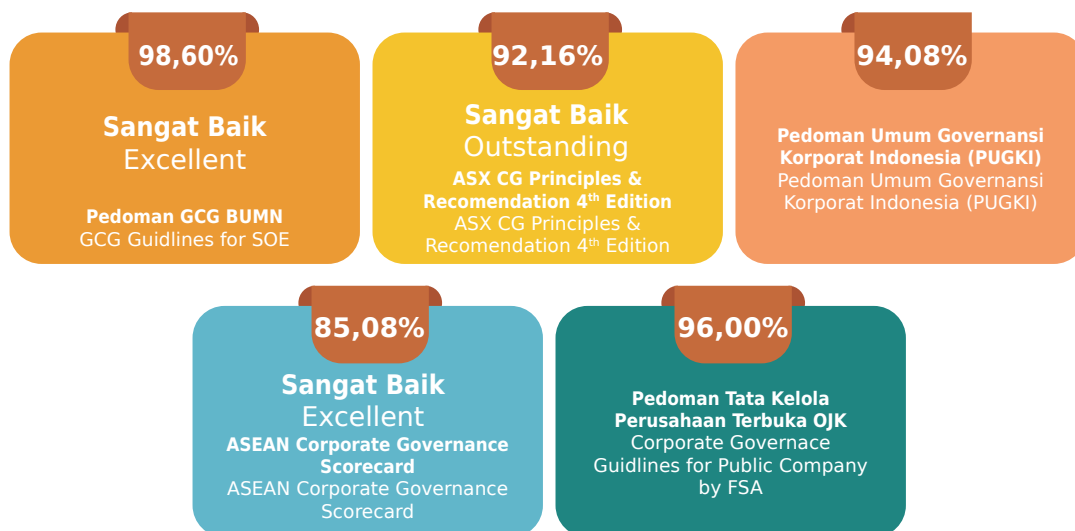 98,60%
Sangat Baik
Excellent
Pedoman GCG BUMN
GCG Guidlines for SOE
92,16%
Sangat Baik
Outstanding
ASX CG Principles &
Recomendation 4th Edition
ASX CG Principles &
Recomendation 4th Edition
94,08%
Pedoman Umum Governansi
Korporat Indonesia (PUGKI)
Pedoman Umum Governansi
Korporat Indonesia (PUGKI)
85,08%
Sangat Baik
Excellent
ASEAN Corporate Governance
Scorecard
ASEAN Corporate Governance
Scorecard
96,00%
Pedoman Tata Kelola
Perusahaan Terbuka OJK
Corporate Governace
Guidlines for Public Company
by FSA